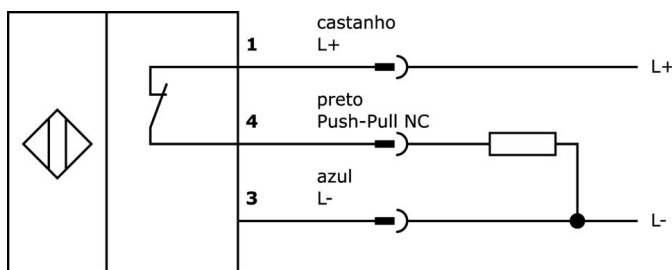 castanho
1 L+
L+
preto
4 Push-Pull NC
azul
3 L-
L-